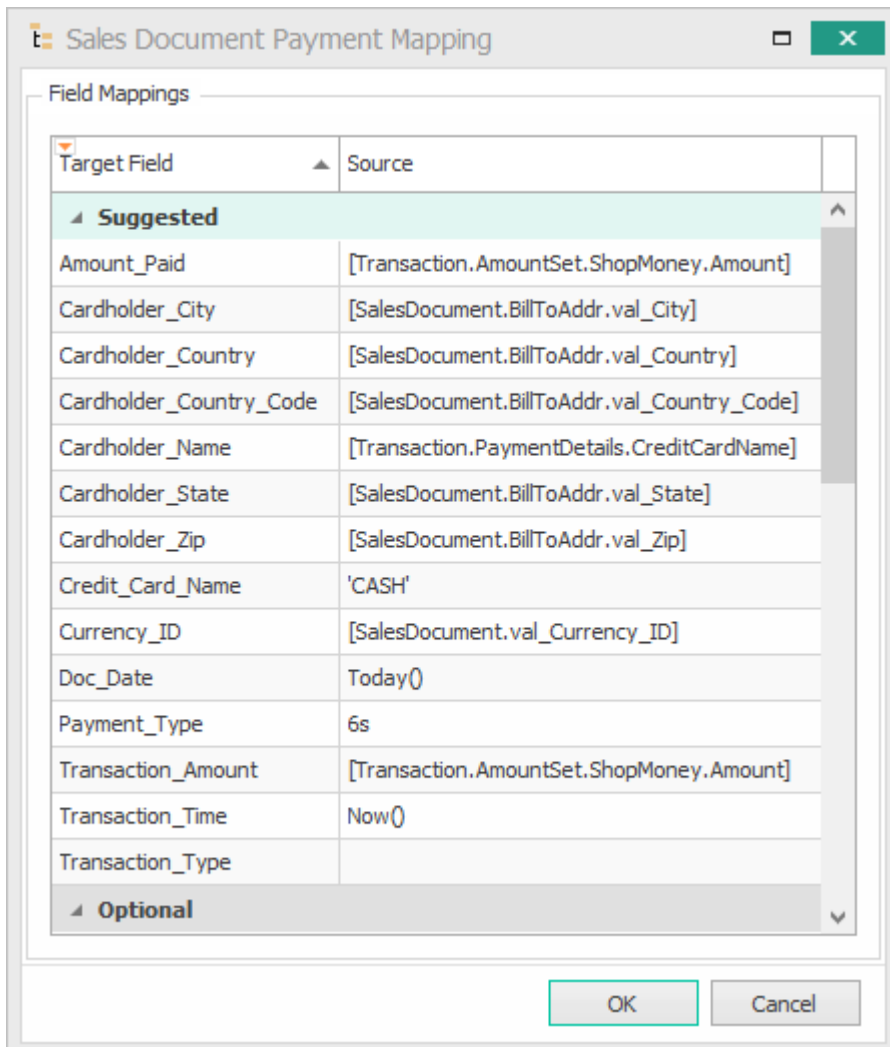 t Sales Document Payment Mapping
Field Mappings
Target Field Source
Suggested
Amount_Paid [Transaction.AmountSet.ShopMoney.Amount]
Cardholder_City [SalesDocument.BillToAddr.val_City]
Cardholder_Country [SalesDocument.BillToAddr.val_Country]
Cardholder_Country_Code [SalesDocument.BillToAddr.val_Country_Code]
Cardholder_Name [Transaction.PaymentDetails.CreditCardName]
Cardholder_State [SalesDocument.BillToAddr.val_State]
Cardholder_Zip [SalesDocument.BillToAddr.val_Zip]
Credit_Card_Name 'CASH'
Currency_ID [SalesDocument.val_Currency_ID]
Doc_Date Today()
Payment_Type 6s
Transaction_Amount [Transaction.AmountSet.ShopMoney.Amount]
Transaction_Time Now()
Transaction_Type
Optional
OK Cancel